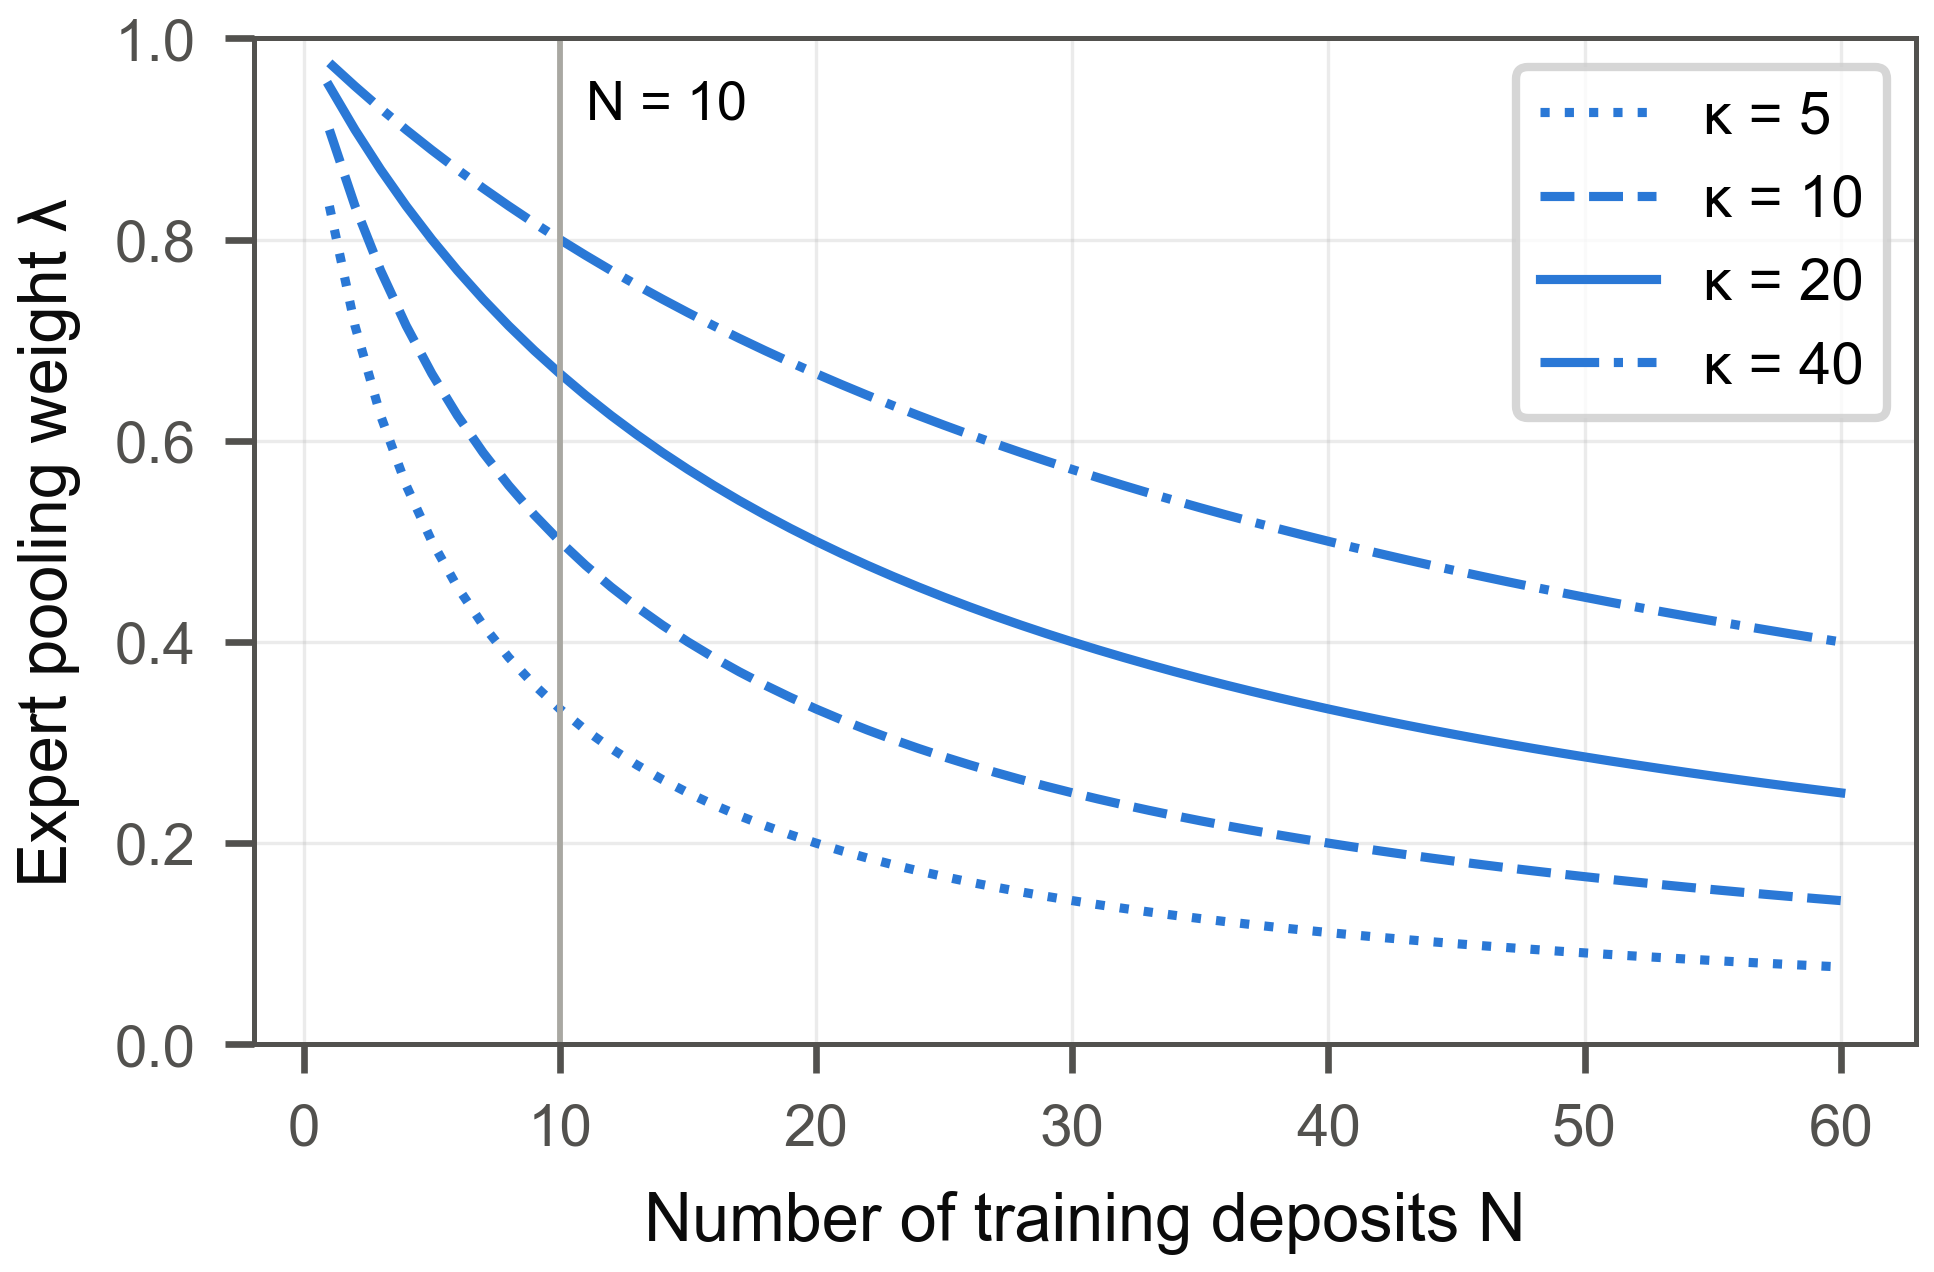 1.0
0.8
0.6
0.4
0.2
0.0
Expert pooling weight λ
N = 10
κ = 5
κ = 10
κ = 20
κ = 40
0 10 20 30 40 50 60
Number of training deposits N